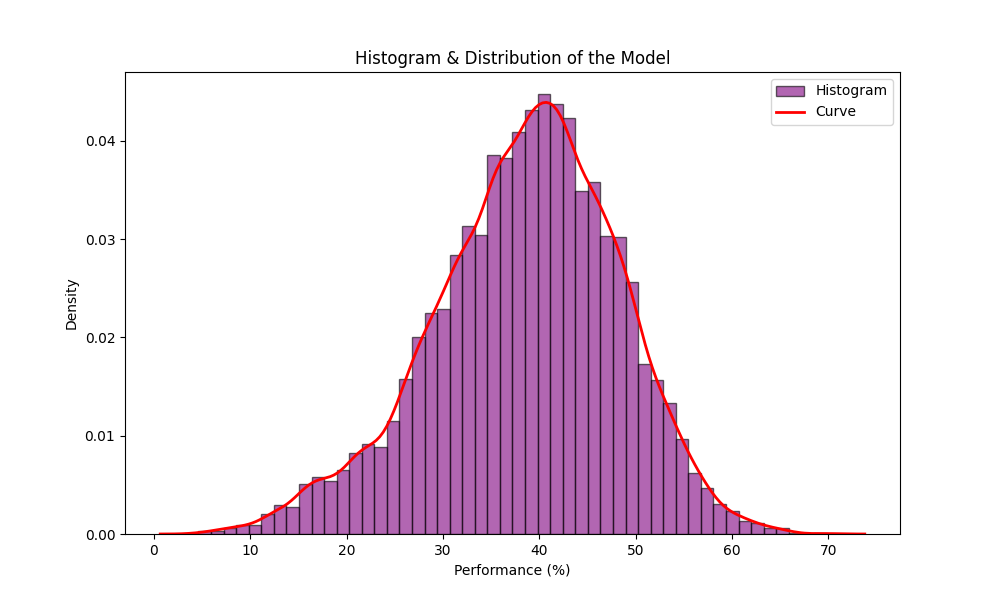 Histogram & Distribution of the Model
Histogram
Curve
Density
0.04
0.03
0.02
0.01
0.00
0 10 20 30 40 50 60 70
Performance (%)